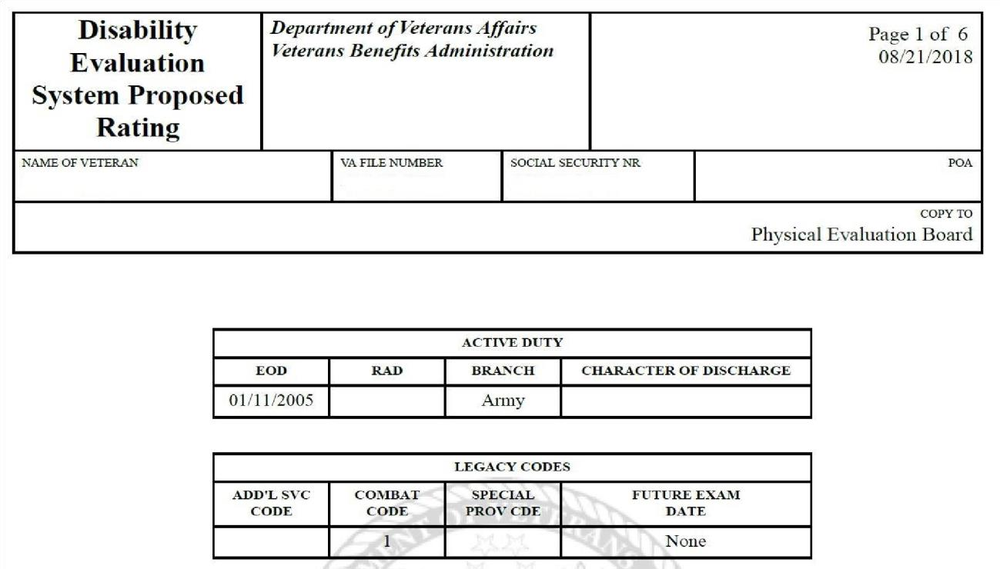 Disability
Evaluation
System Proposed
Rating
Department of Veterans Affairs
Veterans Benefits Administration
Page 1 of 6
08/21/2018
NAME OF VETERAN
VA FILE NUMBER
SOCIAL SECURITY NR
POA
COPY TO
Physical Evaluation Board
ACTIVE DUTY
EOD RAD BRANCH CHARACTER OF DISCHARGE
01/11/2005 Army
LEGACY CODES
ADD'L SVC CODE COMBAT CODE SPECIAL PROV CDE FUTURE EXAM DATE
1 None
MENT OF VETERANS